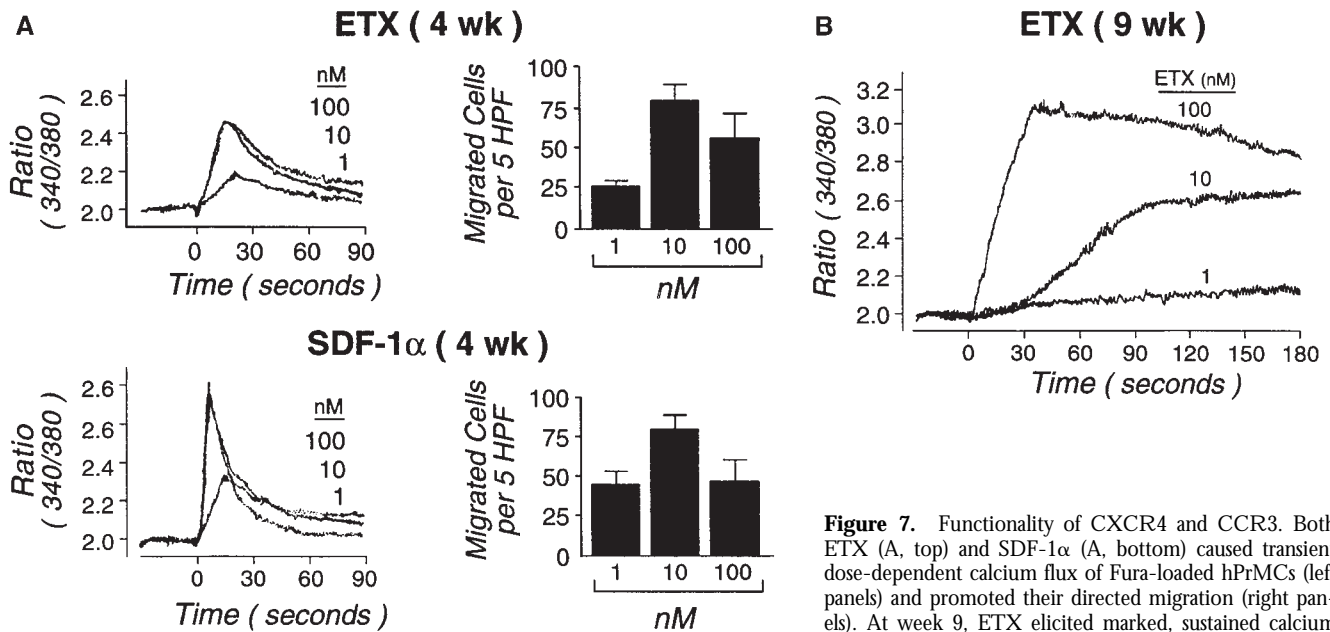 A
ETX ( 4 wk )
Ratio
( 340/380 )
2.6
2.4
2.2
2.0
nM
100
10
1
0 30 60 90
Time ( seconds )
Migrated Cells
per 5 HPF
100
75
50
25
0
1 10 100
nM
SDF-1α ( 4 wk )
Ratio
( 340/380 )
2.6
2.6
2.4
2.2
2.0
nM
100
10
1
0 30 60 90
Time ( seconds )
Migrated Cells
per 5 HPF
100
75
50
25
0
1 10 100
nM
B
ETX ( 9 wk )
Ratio ( 340/380 )
3.2
3.0
2.8
2.6
2.4
2.2
2.0
ETX (nM)
100
10
1
0 30 60 90 120 150 180
Time ( seconds )
Figure 7. Functionality of CXCR4 and CCR3. Both
ETX (A, top) and SDF-1α (A, bottom) caused transien
dose-dependent calcium flux of Fura-loaded hPrMCs (lef
panels) and promoted their directed migration (right pan-
els). At week 9, ETX elicited marked, sustained calcium